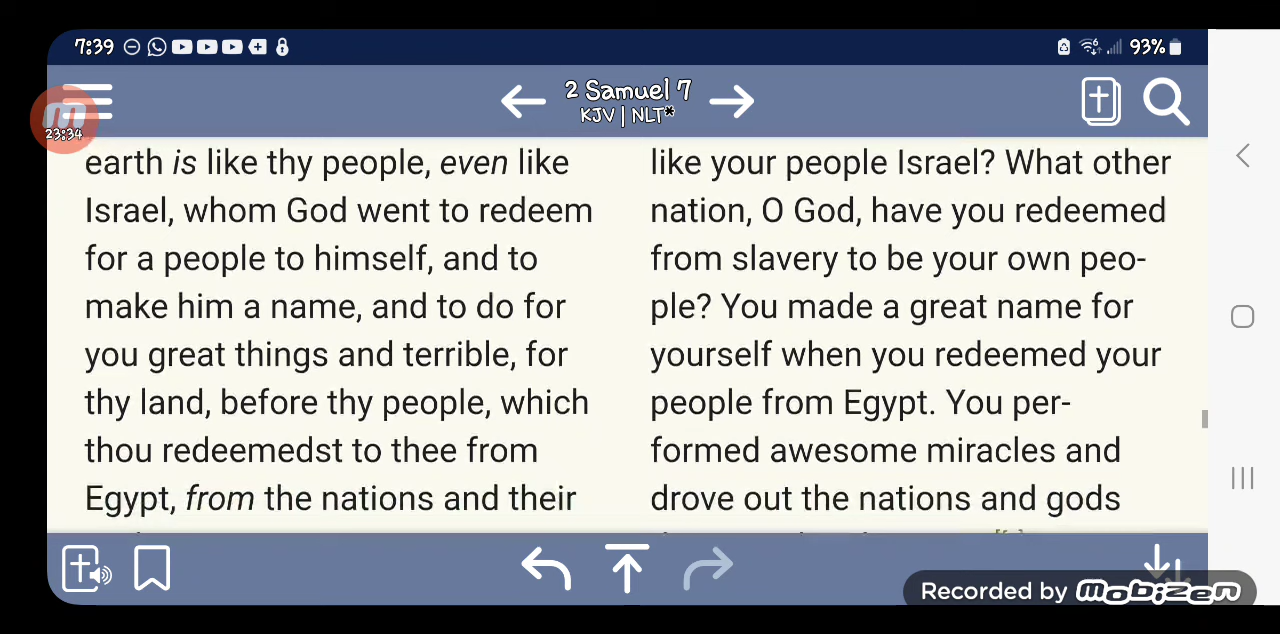 7:39
93%
2 Samuel 7
KJV | NLT*
23:34
earth is like thy people, even like
Israel, whom God went to redeem
for a people to himself, and to
make him a name, and to do for
you great things and terrible, for
thy land, before thy people, which
thou redeemedst to thee from
Egypt, from the nations and their
like your people Israel? What other
nation, O God, have you redeemed
from slavery to be your own peo-
ple? You made a great name for
yourself when you redeemed your
people from Egypt. You per-
formed awesome miracles and
drove out the nations and gods
Recorded by mobizen